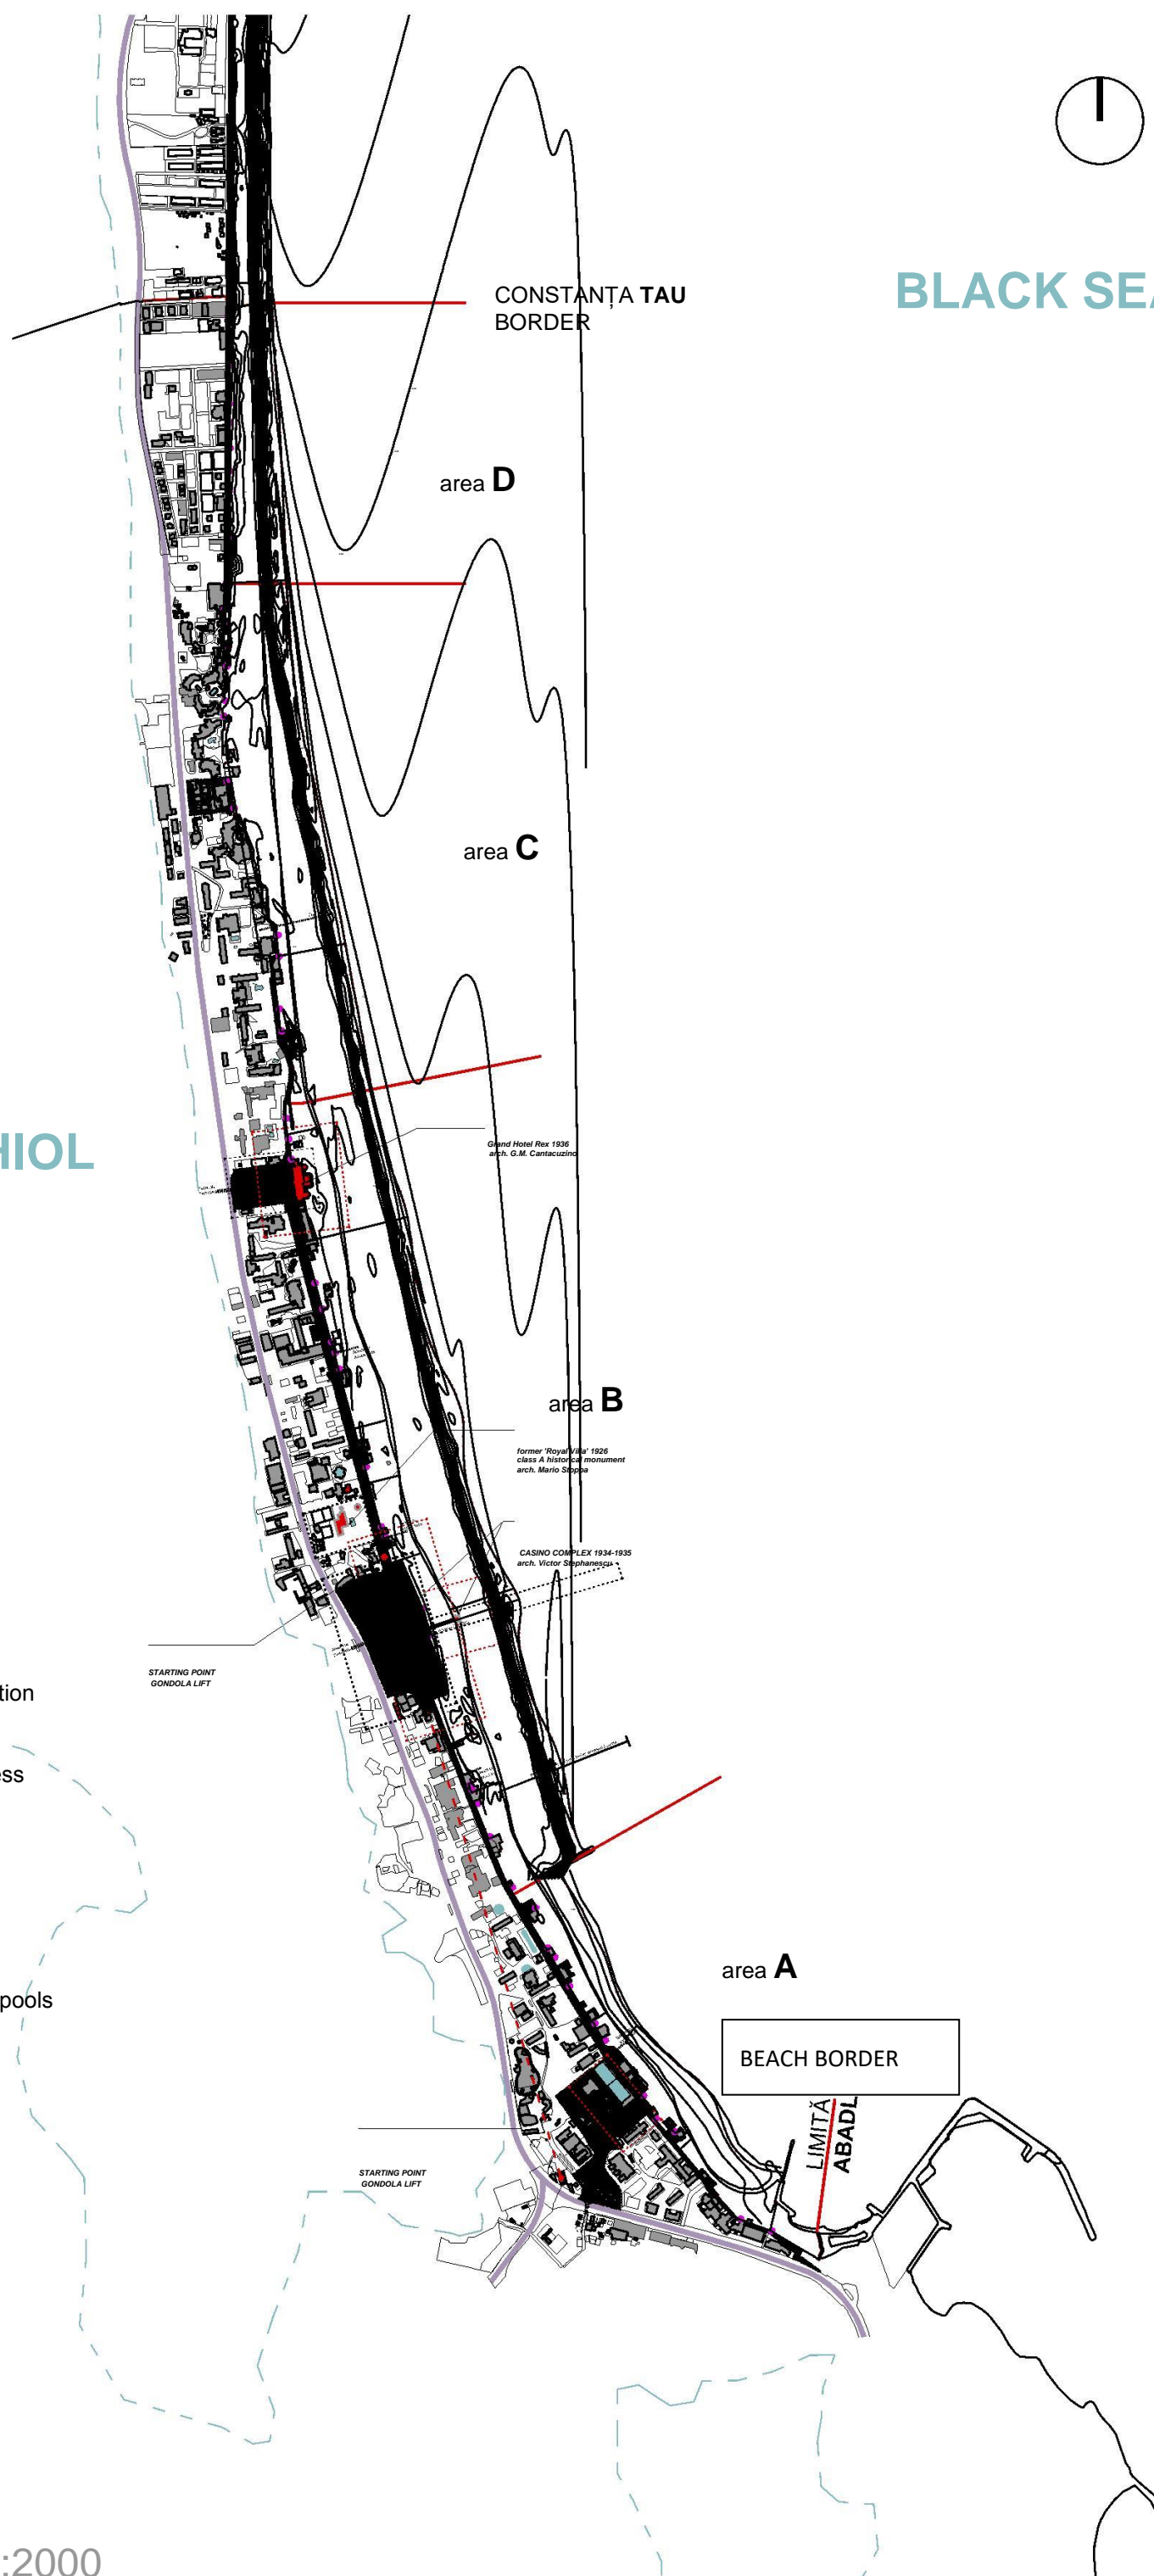 BLACK SEA
CONSTANȚA TAU
BORDER
area D
area C
HIOL
Grand Hotel Rex 1936
arch. G.M. Cantacuzino
area B
former 'Royal Villa' 1926
class A historical monument
arch. Mario Stoppa
CASINO COMPLEX 1934-1935
arch. Victor Stephanescu
STARTING POINT
GONDOLA LIFT
tion
ess
area A
pools
BEACH BORDER
LIMITĂ
ABADL
STARTING POINT
GONDOLA LIFT
:2000